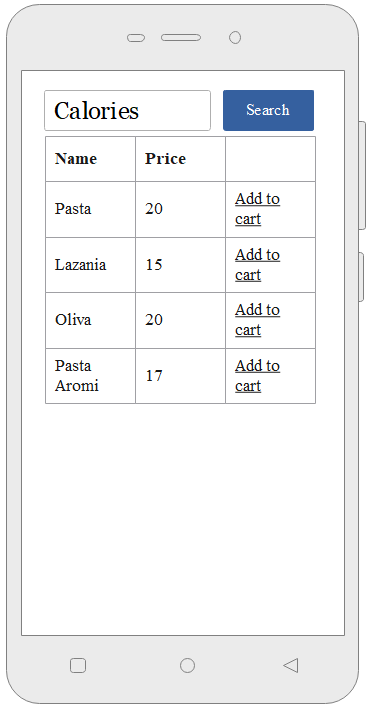 Calories Search
Name Price
Pasta 20 Add to
cart
Lazania 15 Add to
cart
Oliva 20 Add to
cart
Pasta
Aromi 17 Add to
cart